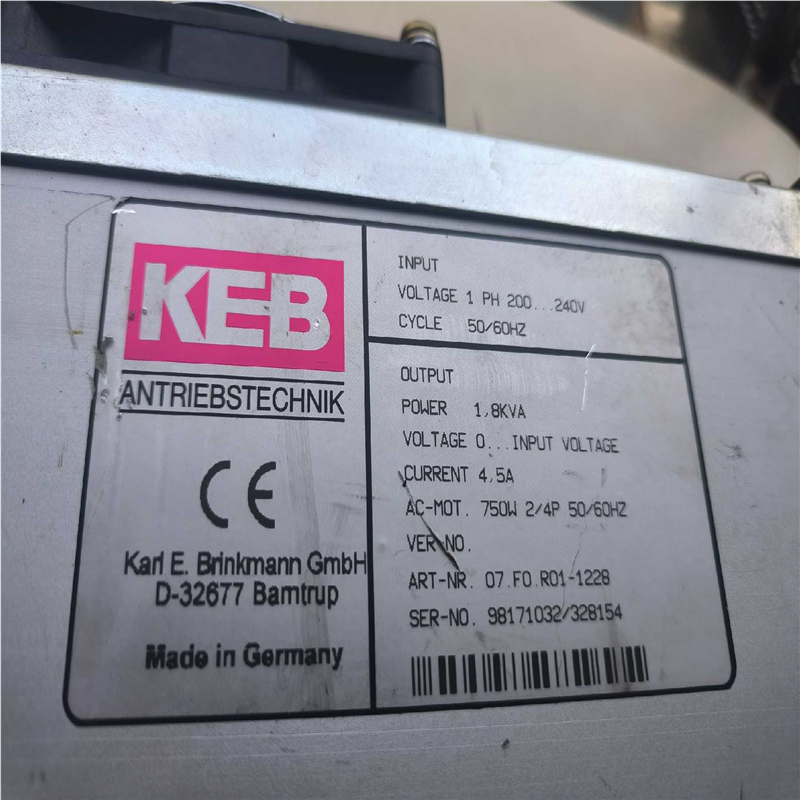 KEB
ANTRIEBSTECHNIK
CE
Karl E. Brinkmann GmbH
D-32677 Barntrup
Made in Germany
INPUT
VOLTAGE 1 PH 200...240V
CYCLE 50/60HZ
OUTPUT
POWER 1,8KVA
VOLTAGE 0...INPUT VOLTAGE
CURRENT 4,5A
AC-MOT. 750W 2/4P 50/60HZ
VER-NO.
ART-NR. 07.F0.R01-1228
SER-NO. 98171032/328154